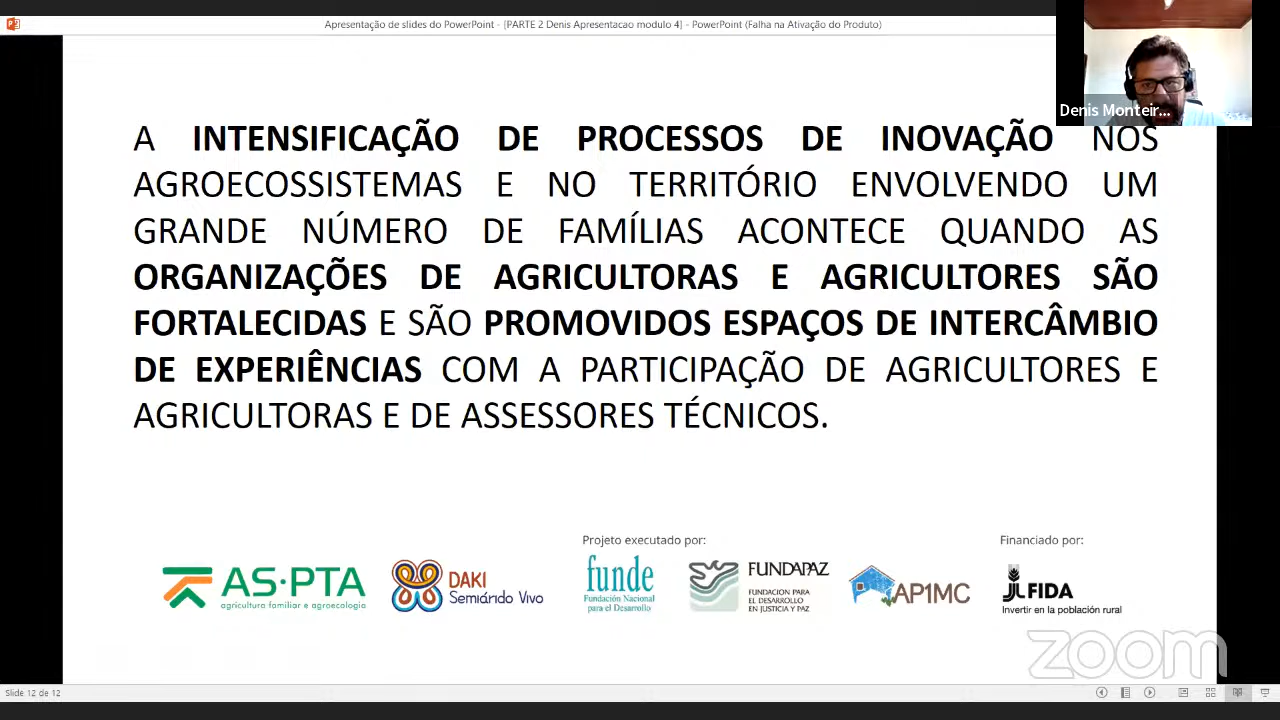 Apresentação de slides do PowerPoint - [PARTE 2 Denis Apresentacao modulo 4] - PowerPoint (Falha na Ativação do Produto)
Denis Monteir...
A INTENSIFICAÇÃO DE PROCESSOS DE INOVAÇÃO NOS
AGROECOSSISTEMAS E NO TERRITÓRIO ENVOLVENDO UM
GRANDE NÚMERO DE FAMÍLIAS ACONTECE QUANDO AS
ORGANIZAÇÕES DE AGRICULTORAS E AGRICULTORES SÃO
FORTALECIDAS E SÃO PROMOVIDOS ESPAÇOS DE INTERCÂMBIO
DE EXPERIÊNCIAS COM A PARTICIPAÇÃO DE AGRICULTORES E
AGRICULTORAS E DE ASSESSORES TÉCNICOS.
Projeto executado por:
Financiado por:
AS·PTA
agricultura familiar e agroecologia
DAKI
Semiárido Vivo
funde
Fundación Nacional
para el Desarrollo
FUNDAPAZ
FUNDACION PARA
EL DESARROLLO
EN JUSTICIA Y PAZ
AP1MC
JLFIDA
Invertir en la población rural
zoom
Slide 12 de 12